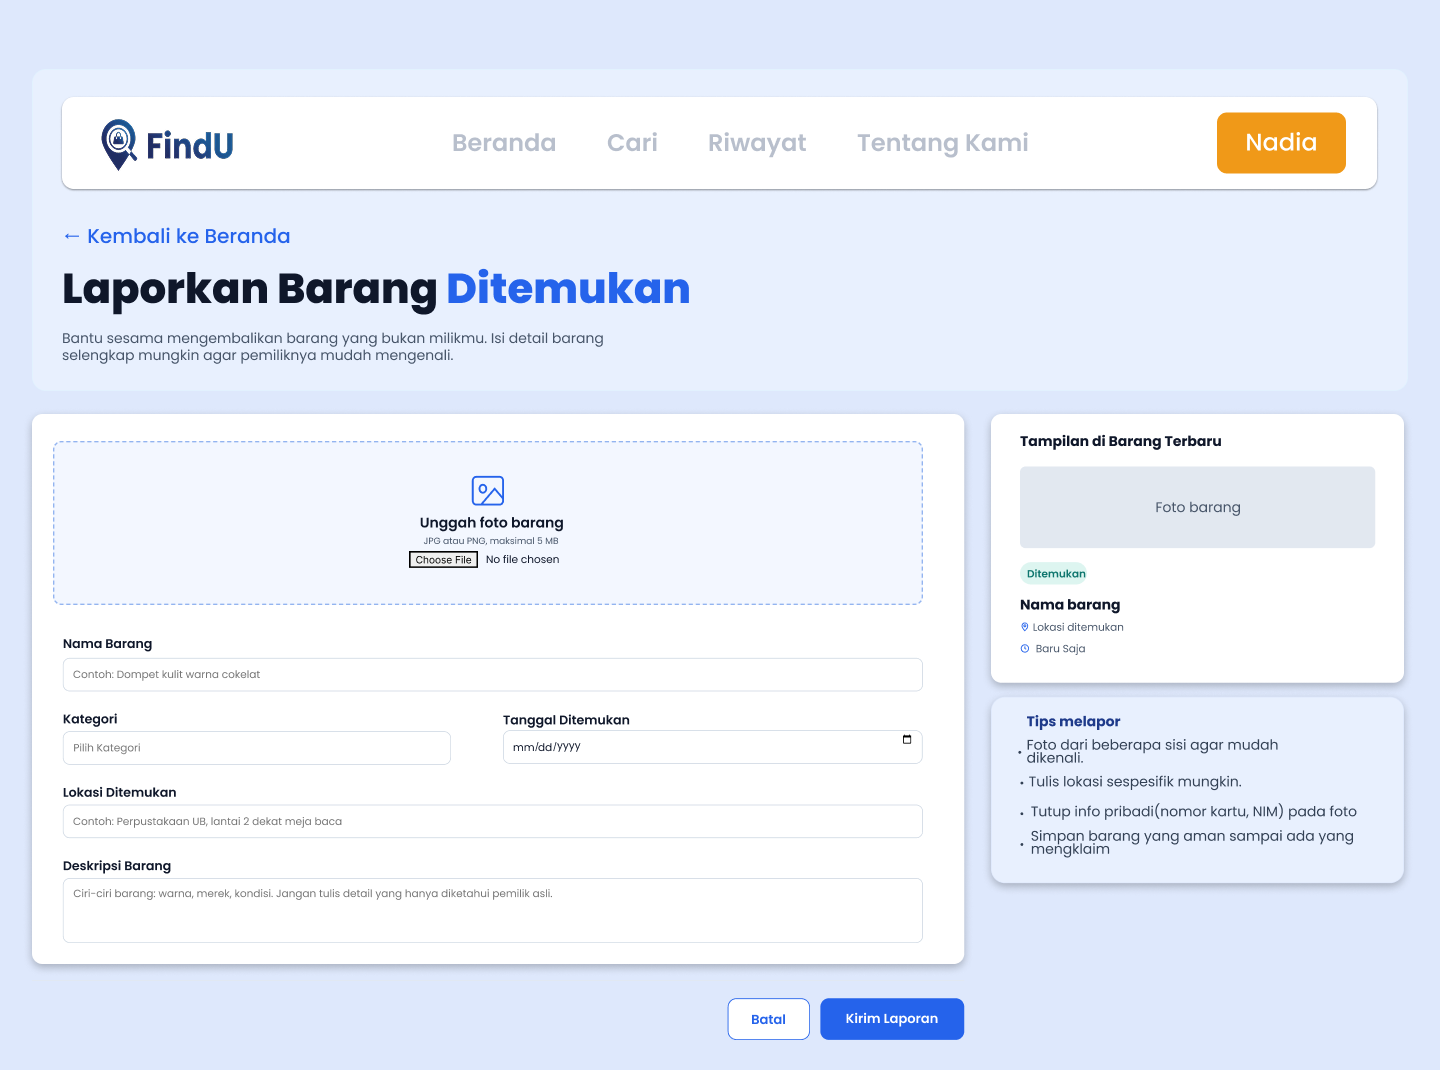 FindU
Beranda
Cari
Riwayat
Tentang Kami
Nadia
← Kembali ke Beranda
Laporkan Barang Ditemukan
Bantu sesama mengembalikan barang yang bukan milikmu. Isi detail barang
selengkap mungkin agar pemiliknya mudah mengenali.
Unggah foto barang
JPG atau PNG, maksimal 5 MB
Choose File No file chosen
Nama Barang
Contoh: Dompet kulit warna cokelat
Kategori
Pilih Kategori
Tanggal Ditemukan
mm/dd/yyyy
Lokasi Ditemukan
Contoh: Perpustakaan UB, lantai 2 dekat meja baca
Deskripsi Barang
Ciri-ciri barang: warna, merek, kondisi. Jangan tulis detail yang hanya diketahui pemilik asli.
Batal
Kirim Laporan
Tampilan di Barang Terbaru
Foto barang
Ditemukan
Nama barang
Lokasi ditemukan
Baru Saja
Tips melapor
• Foto dari beberapa sisi agar mudah
dikenali.
• Tulis lokasi sespesifik mungkin.
• Tutup info pribadi(nomor kartu, NIM) pada foto
• Simpan barang yang aman sampai ada yang
mengklaim